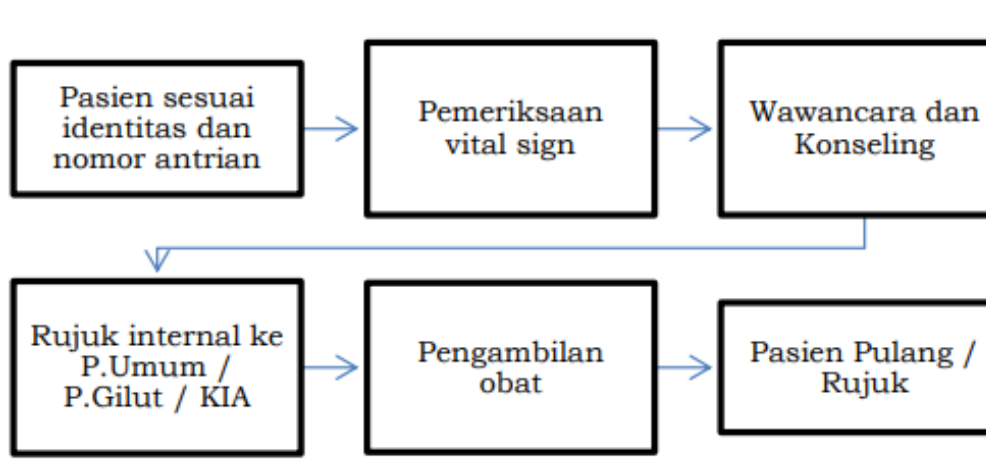 Pasien sesuai
identitas dan
nomor antrian
Pemeriksaan
vital sign
Wawancara dan
Konseling
Rujuk internal ke
P.Umum /
P.Gilut / KIA
Pengambilan
obat
Pasien Pulang /
Rujuk